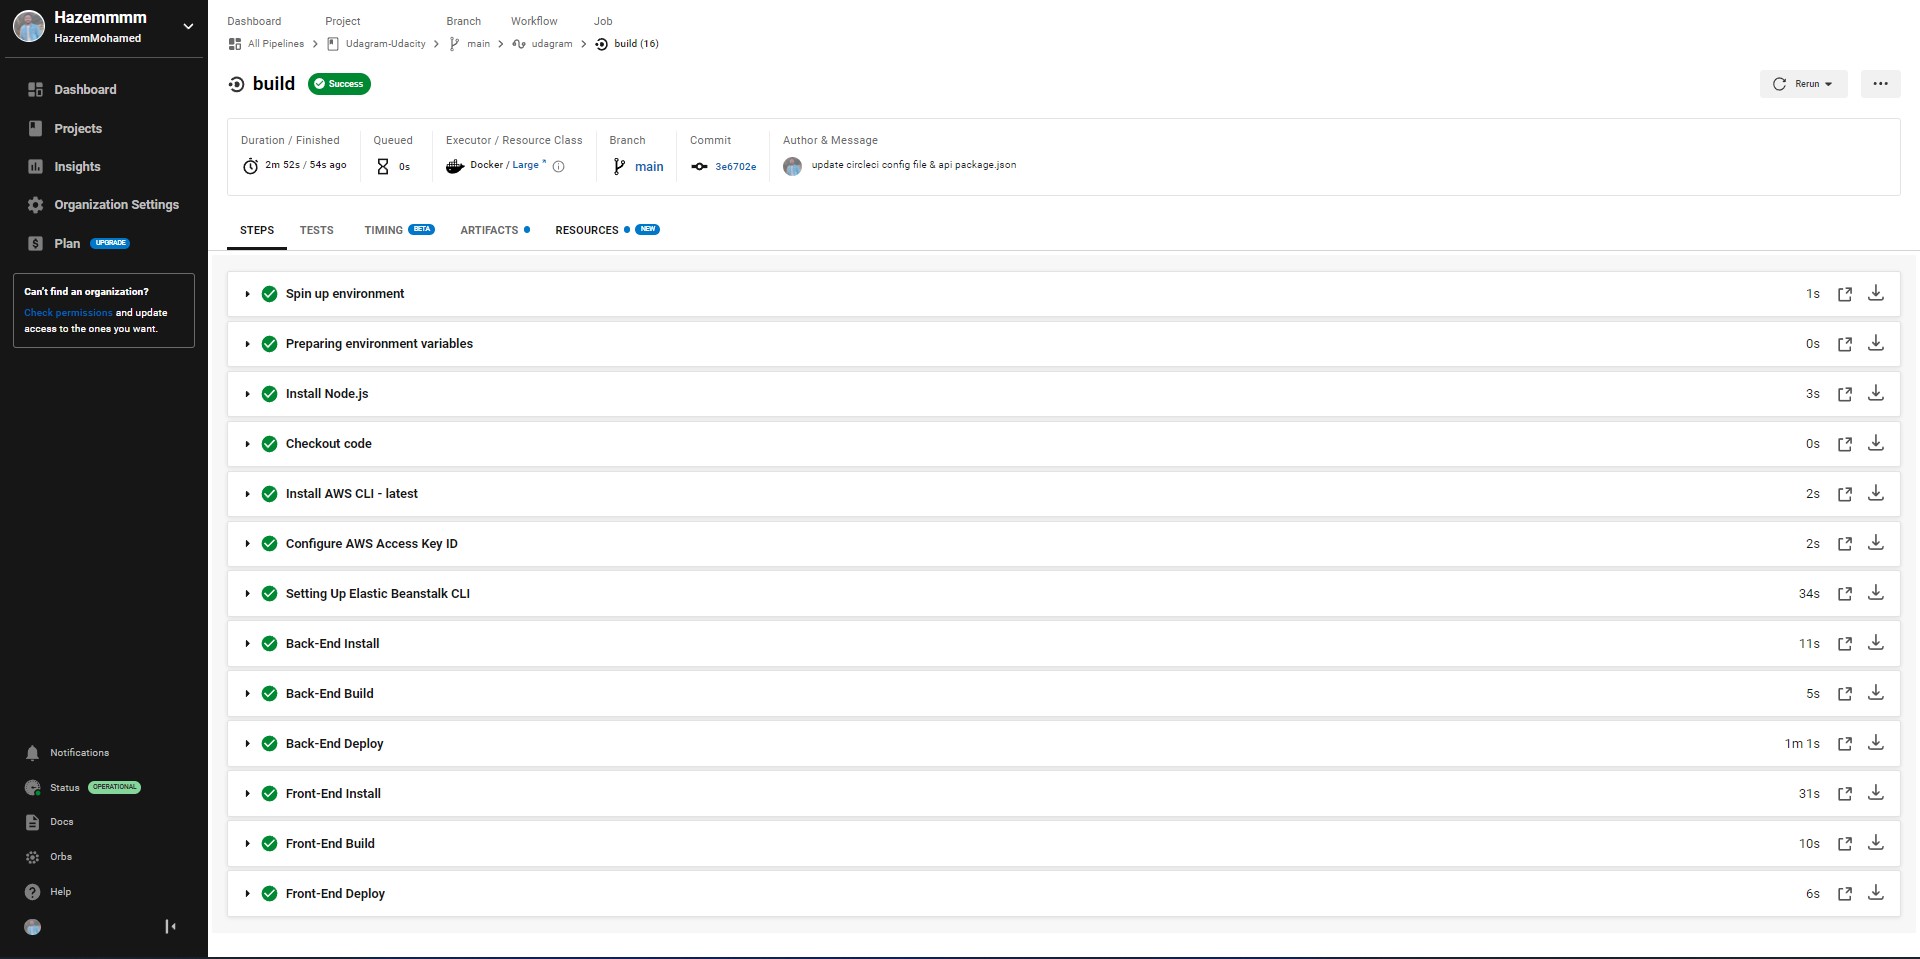 Hazemmmm
HazemMohamed
Dashboard
Projects
Insights
Organization Settings
Plan UPGRADE
Can't find an organization?
Check permissions and update
access to the ones you want.
Notifications
Status OPERATIONAL
Docs
Orbs
Help
Dashboard Project Branch Workflow Job
All Pipelines Udagram-Udacity main udagram build (16)
build Success
Rerun
Duration / Finished Queued Executor / Resource Class Branch Commit Author & Message
2m 52s / 54s ago 0s Docker / Large main 3e6702e update circleci config file & api package.json
STEPS TESTS TIMING BETA ARTIFACTS RESOURCES NEW
Spin up environment 1s
Preparing environment variables 0s
Install Node.js 3s
Checkout code 0s
Install AWS CLI - latest 2s
Configure AWS Access Key ID 2s
Setting Up Elastic Beanstalk CLI 34s
Back-End Install 11s
Back-End Build 5s
Back-End Deploy 1m 1s
Front-End Install 31s
Front-End Build 10s
Front-End Deploy 6s